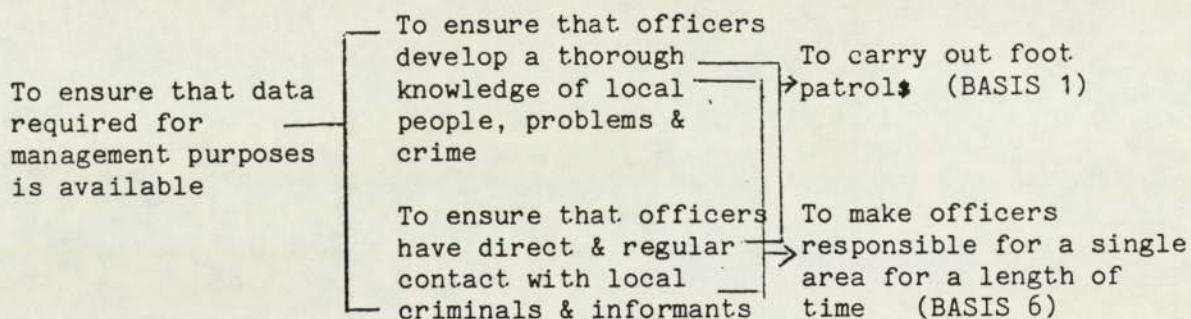 To ensure that data
required for
management purposes
is available
To ensure that officers
develop a thorough
knowledge of local
people, problems &
crime
To ensure that officers
have direct & regular
contact with local
criminals & informants
To carry out foot
patrols (BASIS 1)
To make officers
responsible for a single
area for a length of
time (BASIS 6)